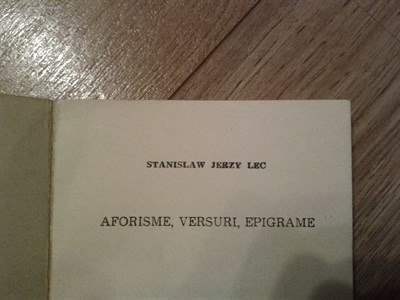 STANISLAW JERZY LEC
AFORISME, VERSURI, EPIGRAME